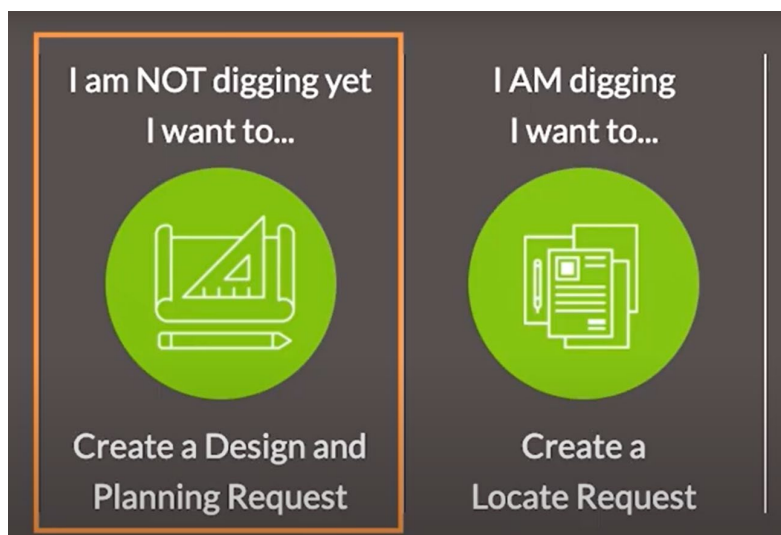 I am NOT digging yet
I want to...
Create a Design and
Planning Request
I AM digging
I want to...
Create a
Locate Request